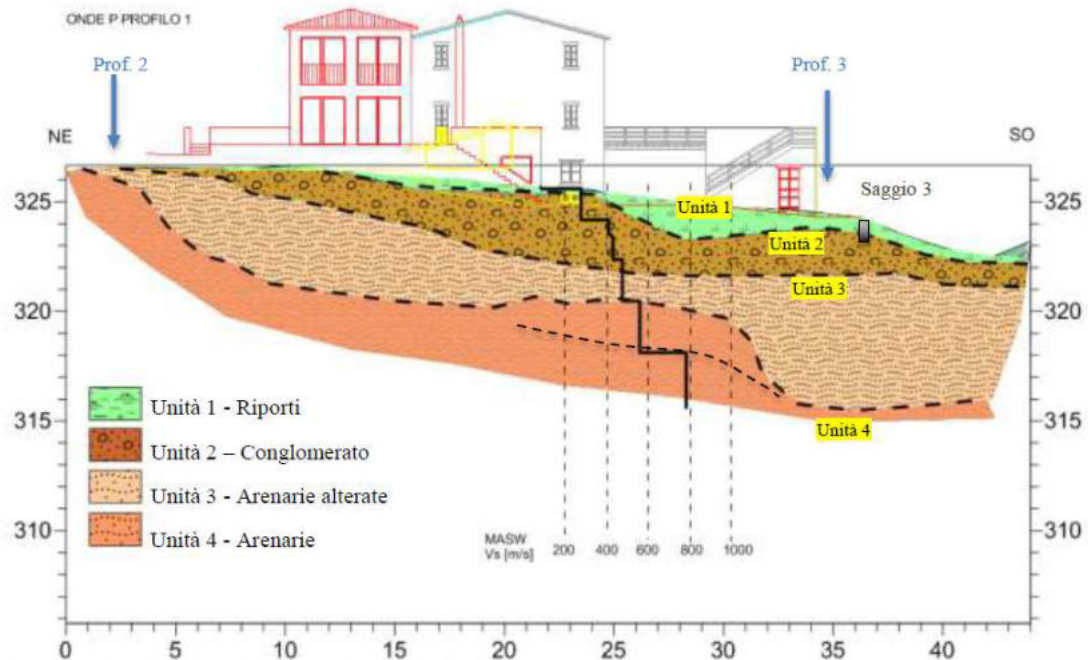 ONDE P PROFILO 1
Prof. 2
Prof. 3
NE
SO
Saggio 3
325
Unità 1
325
Unità 2
Unità 3
320
320
Unità 1 - Riporti
315
Unità 4
315
Unità 2 – Conglomerato
Unità 3 - Arenarie alterate
310
Unità 4 - Arenarie
310
MASW
Vs [m/s] 200 400 600 800 1000
0 5 10 15 20 25 30 35 40